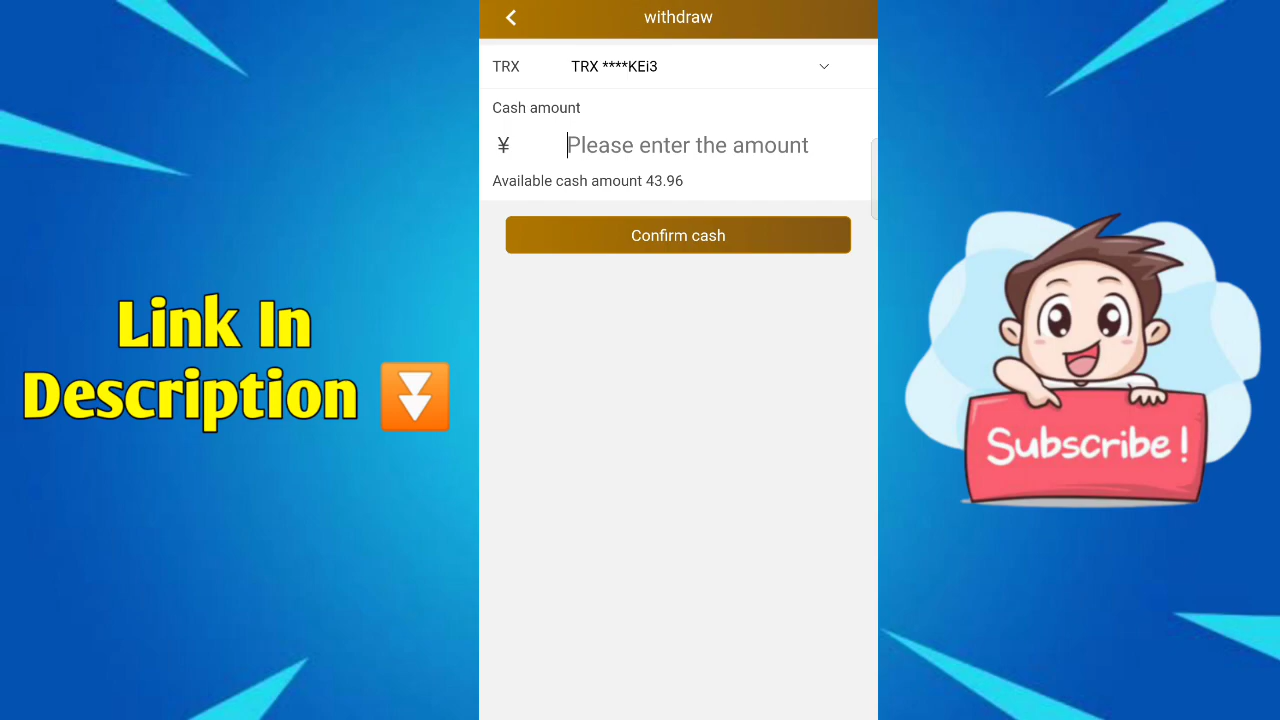 withdraw
TRX TRX ****KEi3
Cash amount
¥ Please enter the amount
Available cash amount 43.96
Confirm cash
Link In
Description
Subscribe !